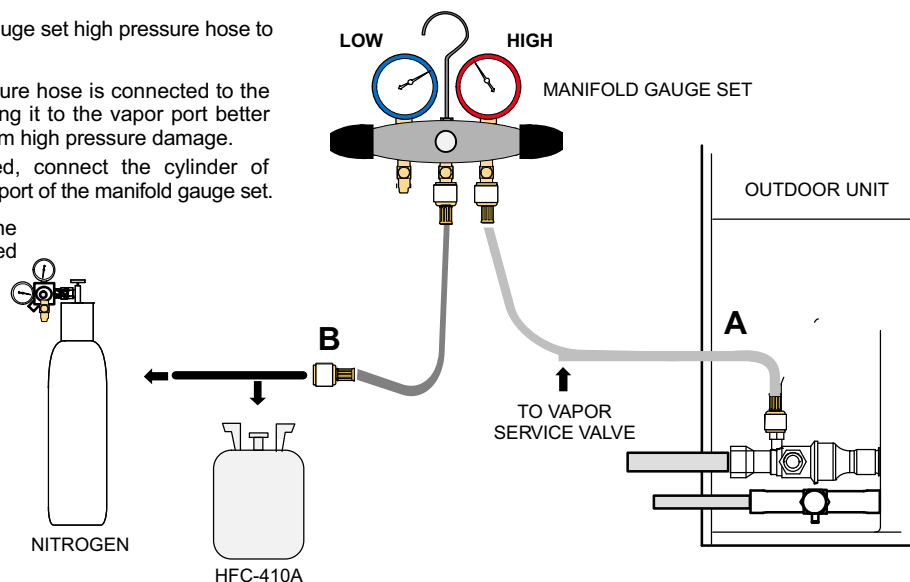 uge set high pressure hose to
ure hose is connected to the
ng it to the vapor port better
m high pressure damage.
ed, connect the cylinder of
port of the manifold gauge set.
ne
ed
LOW
HIGH
MANIFOLD GAUGE SET
OUTDOOR UNIT
A
B
TO VAPOR
SERVICE VALVE
NITROGEN
HFC-410A